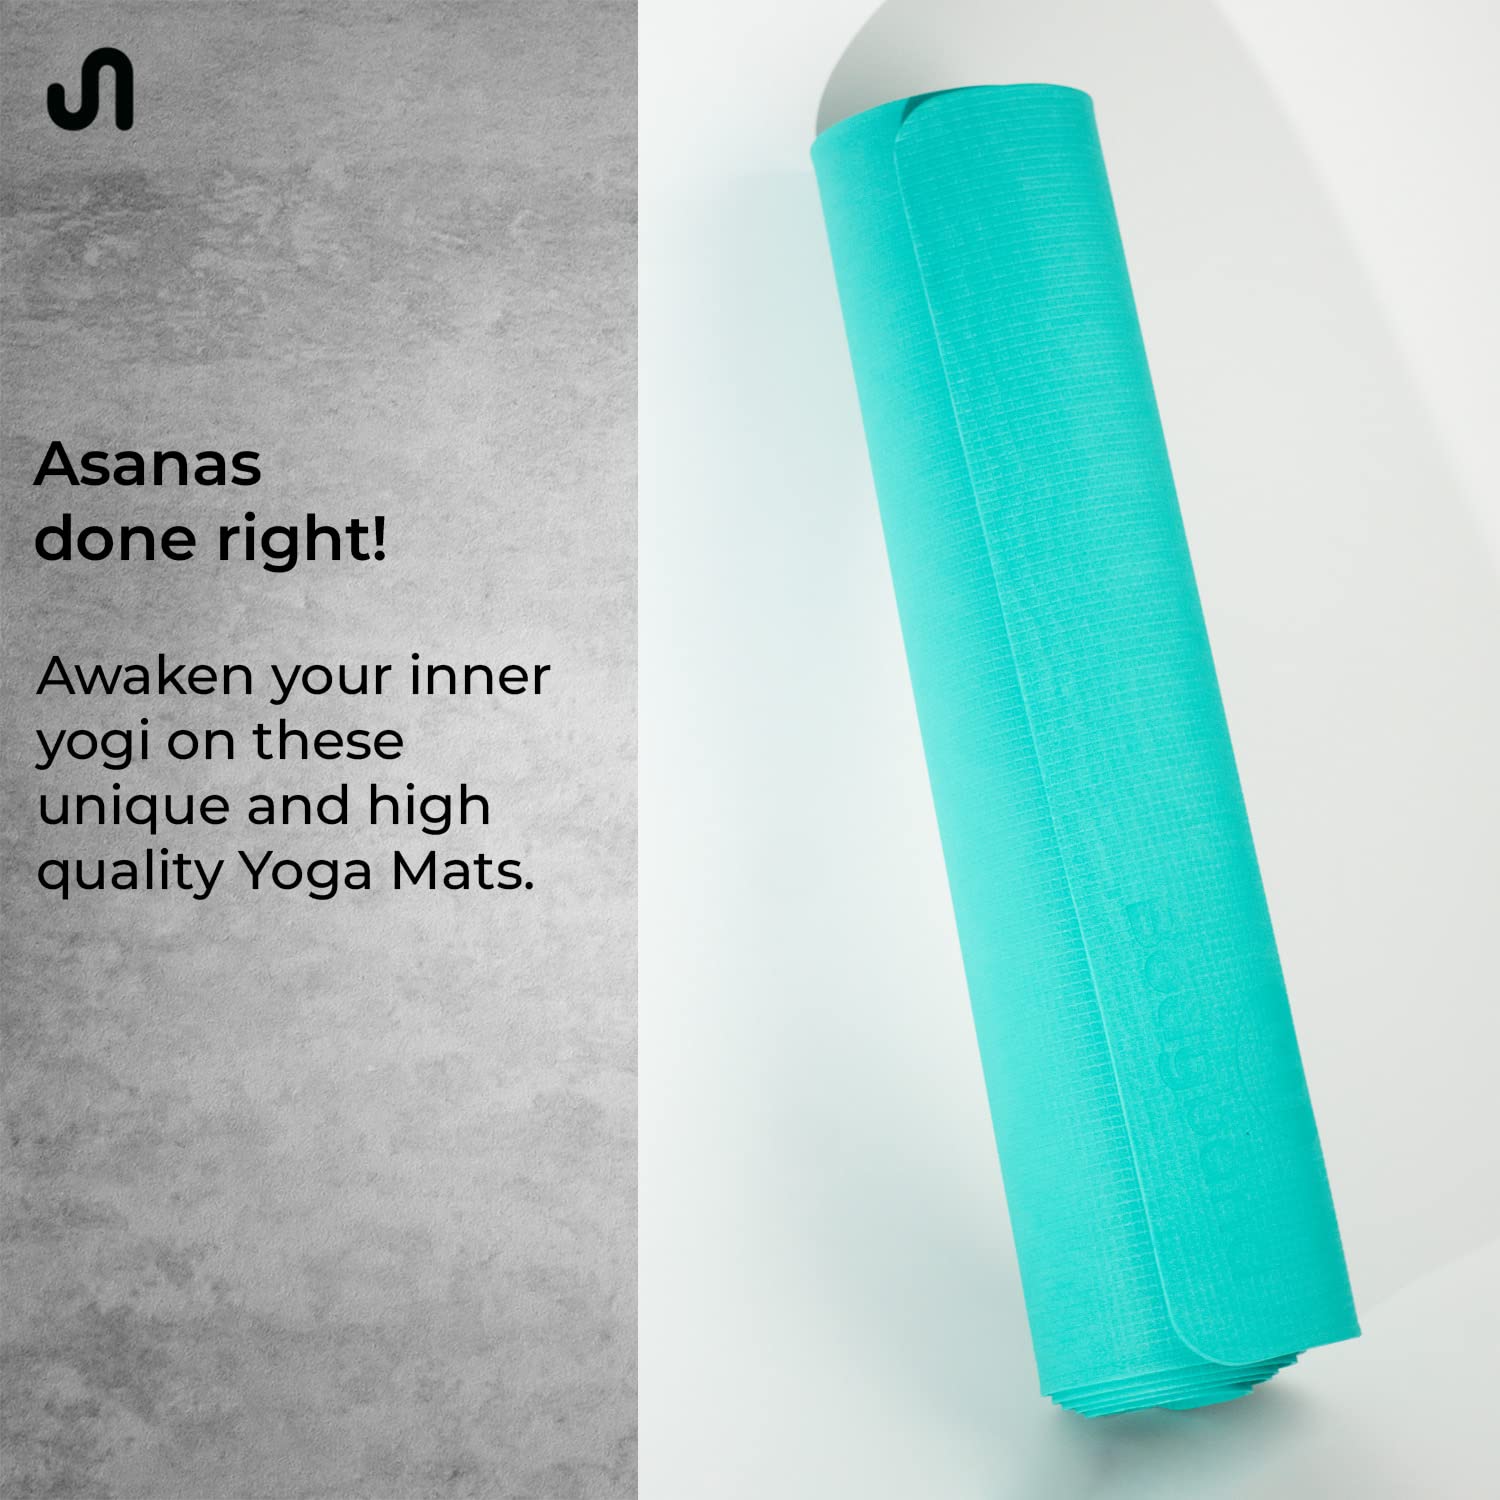 Asanas
done right!
Awaken your inner
yogi on these
unique and high
quality Yoga Mats.